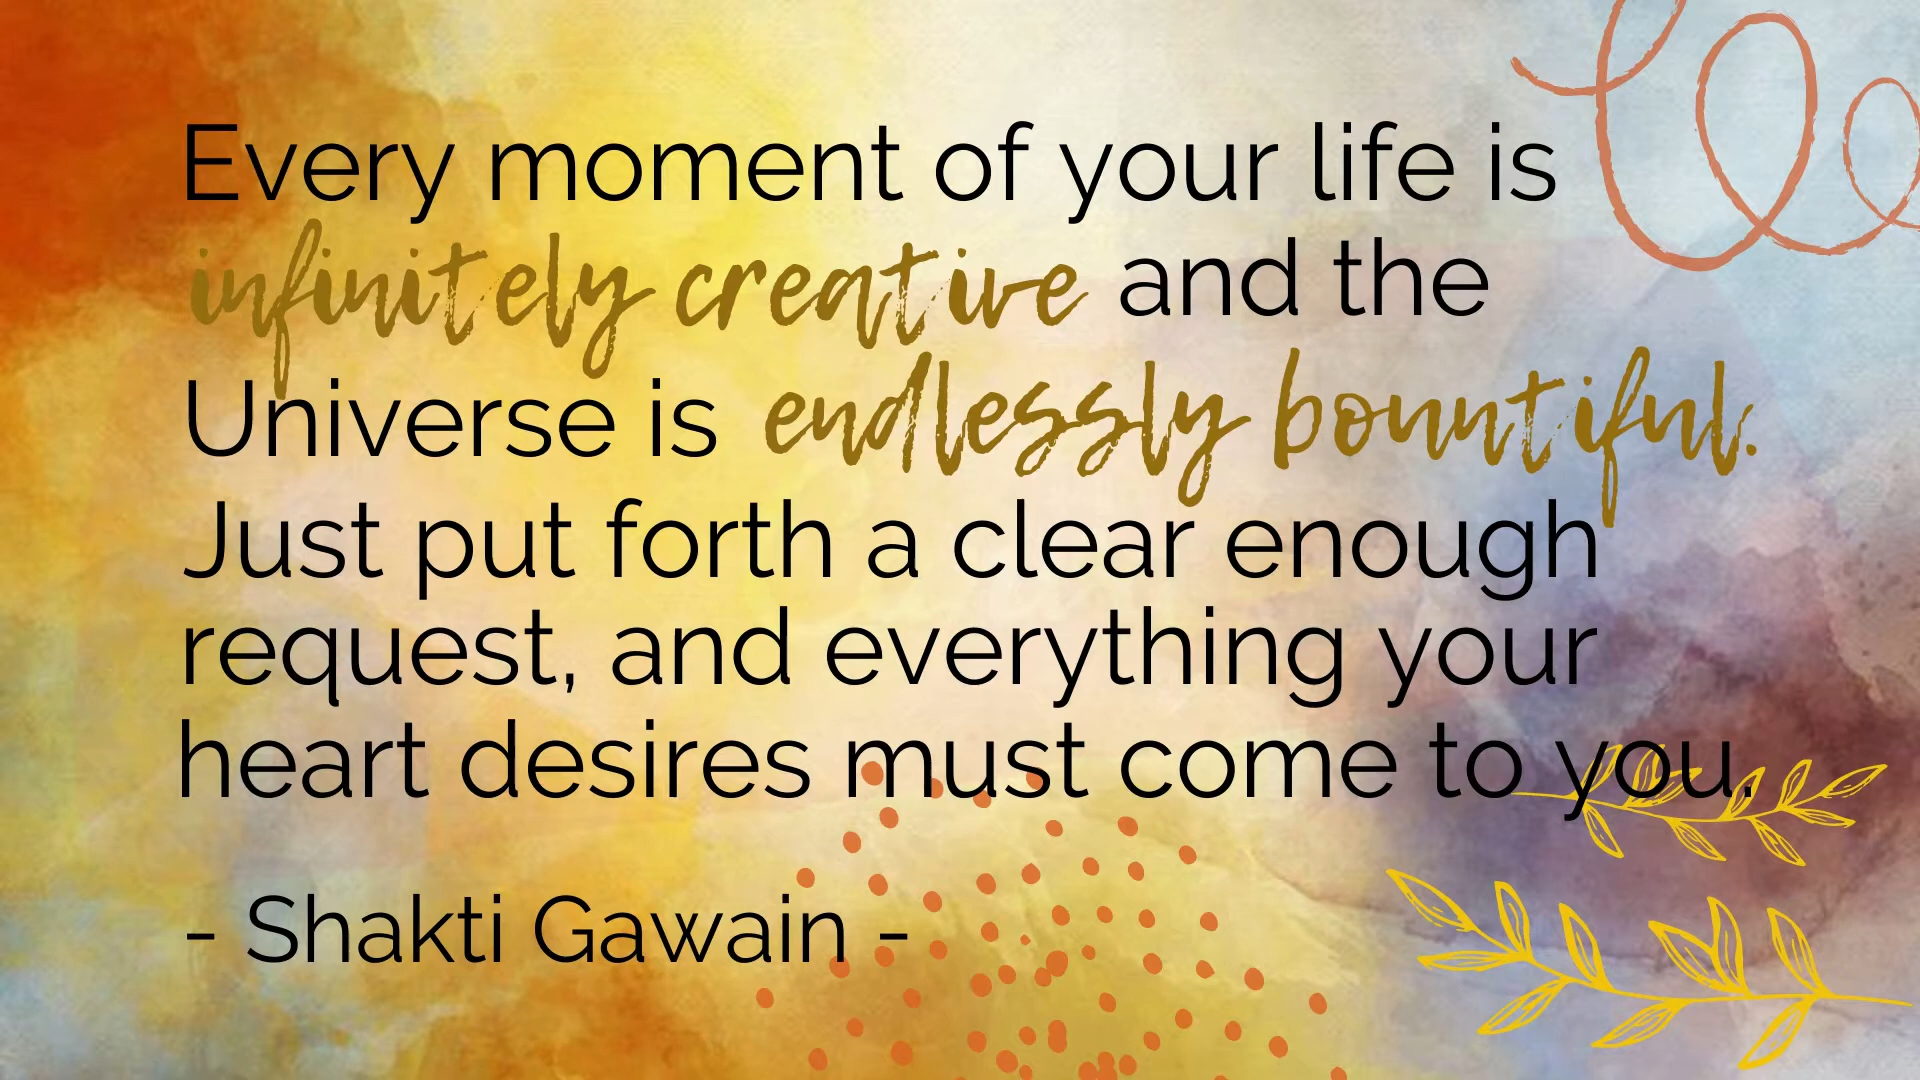 Every moment of your life is
infinitely creative and the
Universe is endlessly bountiful.
Just put forth a clear enough
request, and everything your
heart desires must come to you.
- Shakti Gawain -